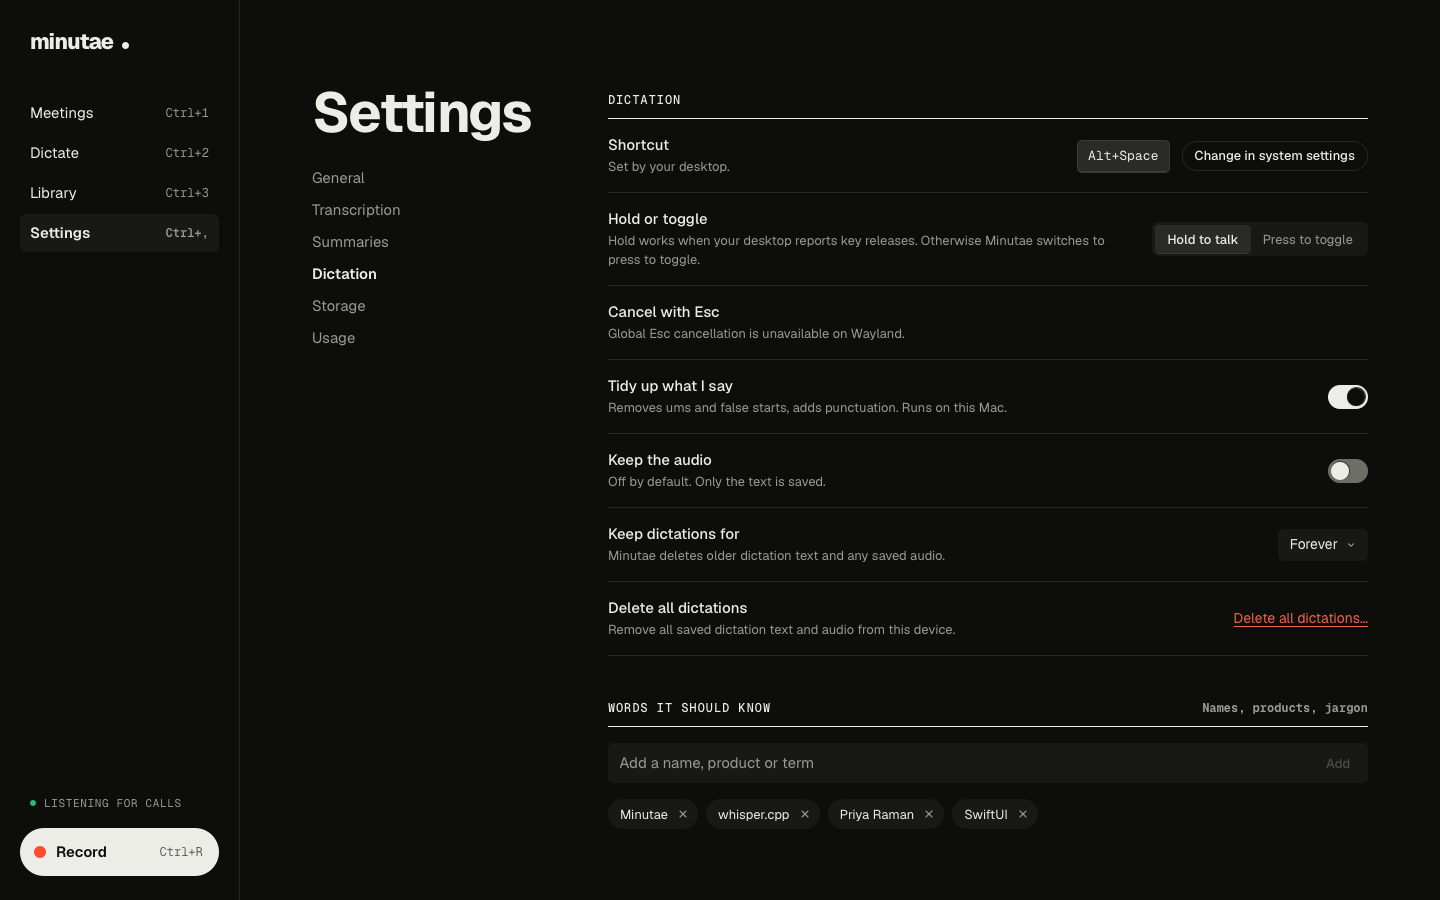 minutae
Meetings Ctrl+1
Dictate Ctrl+2
Library Ctrl+3
Settings Ctrl+,
LISTENING FOR CALLS
Record Ctrl+R
Settings
General
Transcription
Summaries
Dictation
Storage
Usage
DICTATION
Shortcut
Set by your desktop.
Alt+Space Change in system settings
Hold or toggle
Hold works when your desktop reports key releases. Otherwise Minutae switches to
press to toggle.
Hold to talk Press to toggle
Cancel with Esc
Global Esc cancellation is unavailable on Wayland.
Tidy up what I say
Removes ums and false starts, adds punctuation. Runs on this Mac.
Keep the audio
Off by default. Only the text is saved.
Keep dictations for
Minutae deletes older dictation text and any saved audio.
Forever
Delete all dictations
Remove all saved dictation text and audio from this device.
Delete all dictations…
WORDS IT SHOULD KNOW Names, products, jargon
Add a name, product or term Add
Minutae × whisper.cpp × Priya Raman × SwiftUI ×